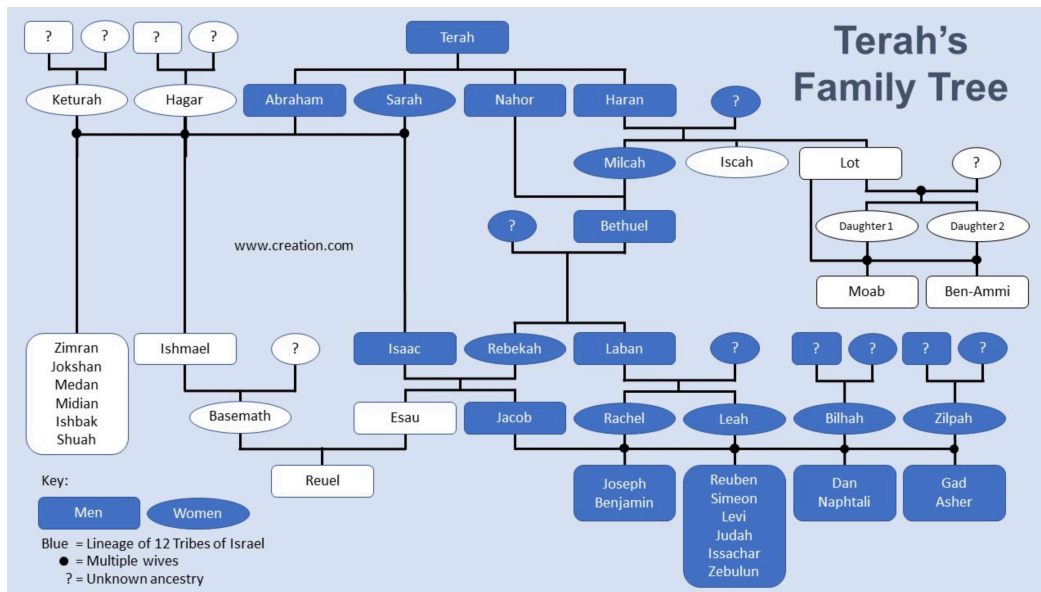 Terah's
Family Tree
? ? ? ? Terah
Keturah Hagar Abraham Sarah Nahor Haran ?
Milcah Iscah Lot ?
? Bethuel Daughter 1 Daughter 2
www.creation.com
Moab Ben-Ammi
Zimran
Jokshan
Medan
Midian
Ishbak
Shuah
Ishmael ? Isaac Rebekah Laban ? ? ? ? ?
Basemath Esau Jacob Rachel Leah Bilhah Zilpah
Reuel
Joseph
Benjamin
Reuben
Simeon
Levi
Judah
Issachar
Zebulun
Dan
Naphtali
Gad
Asher
Key:
Men Women
Blue = Lineage of 12 Tribes of Israel
= Multiple wives
? = Unknown ancestry